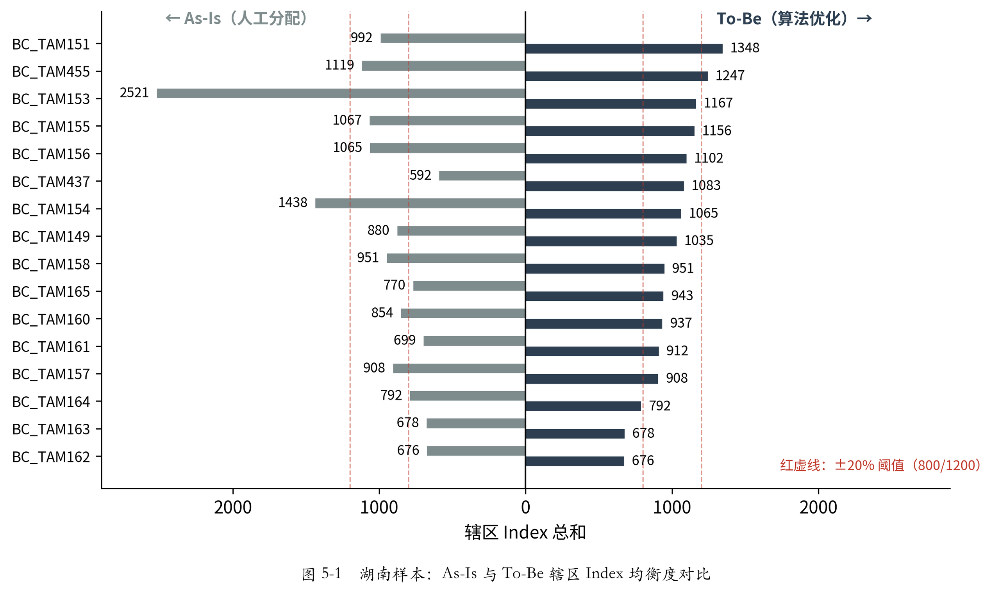 ← As-Is（人工分配） To-Be（算法优化）→
BC_TAM151 992 1348
BC_TAM455 1119 1247
BC_TAM153 2521 1167
BC_TAM155 1067 1156
BC_TAM156 1065 1102
BC_TAM437 592 1083
BC_TAM154 1438 1065
BC_TAM149 880 1035
BC_TAM158 951 951
BC_TAM165 770 943
BC_TAM160 854 937
BC_TAM161 699 912
BC_TAM157 908 908
BC_TAM164 792 792
BC_TAM163 678 678
BC_TAM162 676 676
红虚线：±20% 阈值（800/1200）
2000 1000 0 1000 2000
辖区 Index 总和
图 5-1 湖南样本：As-Is 与 To-Be 辖区 Index 均衡度对比